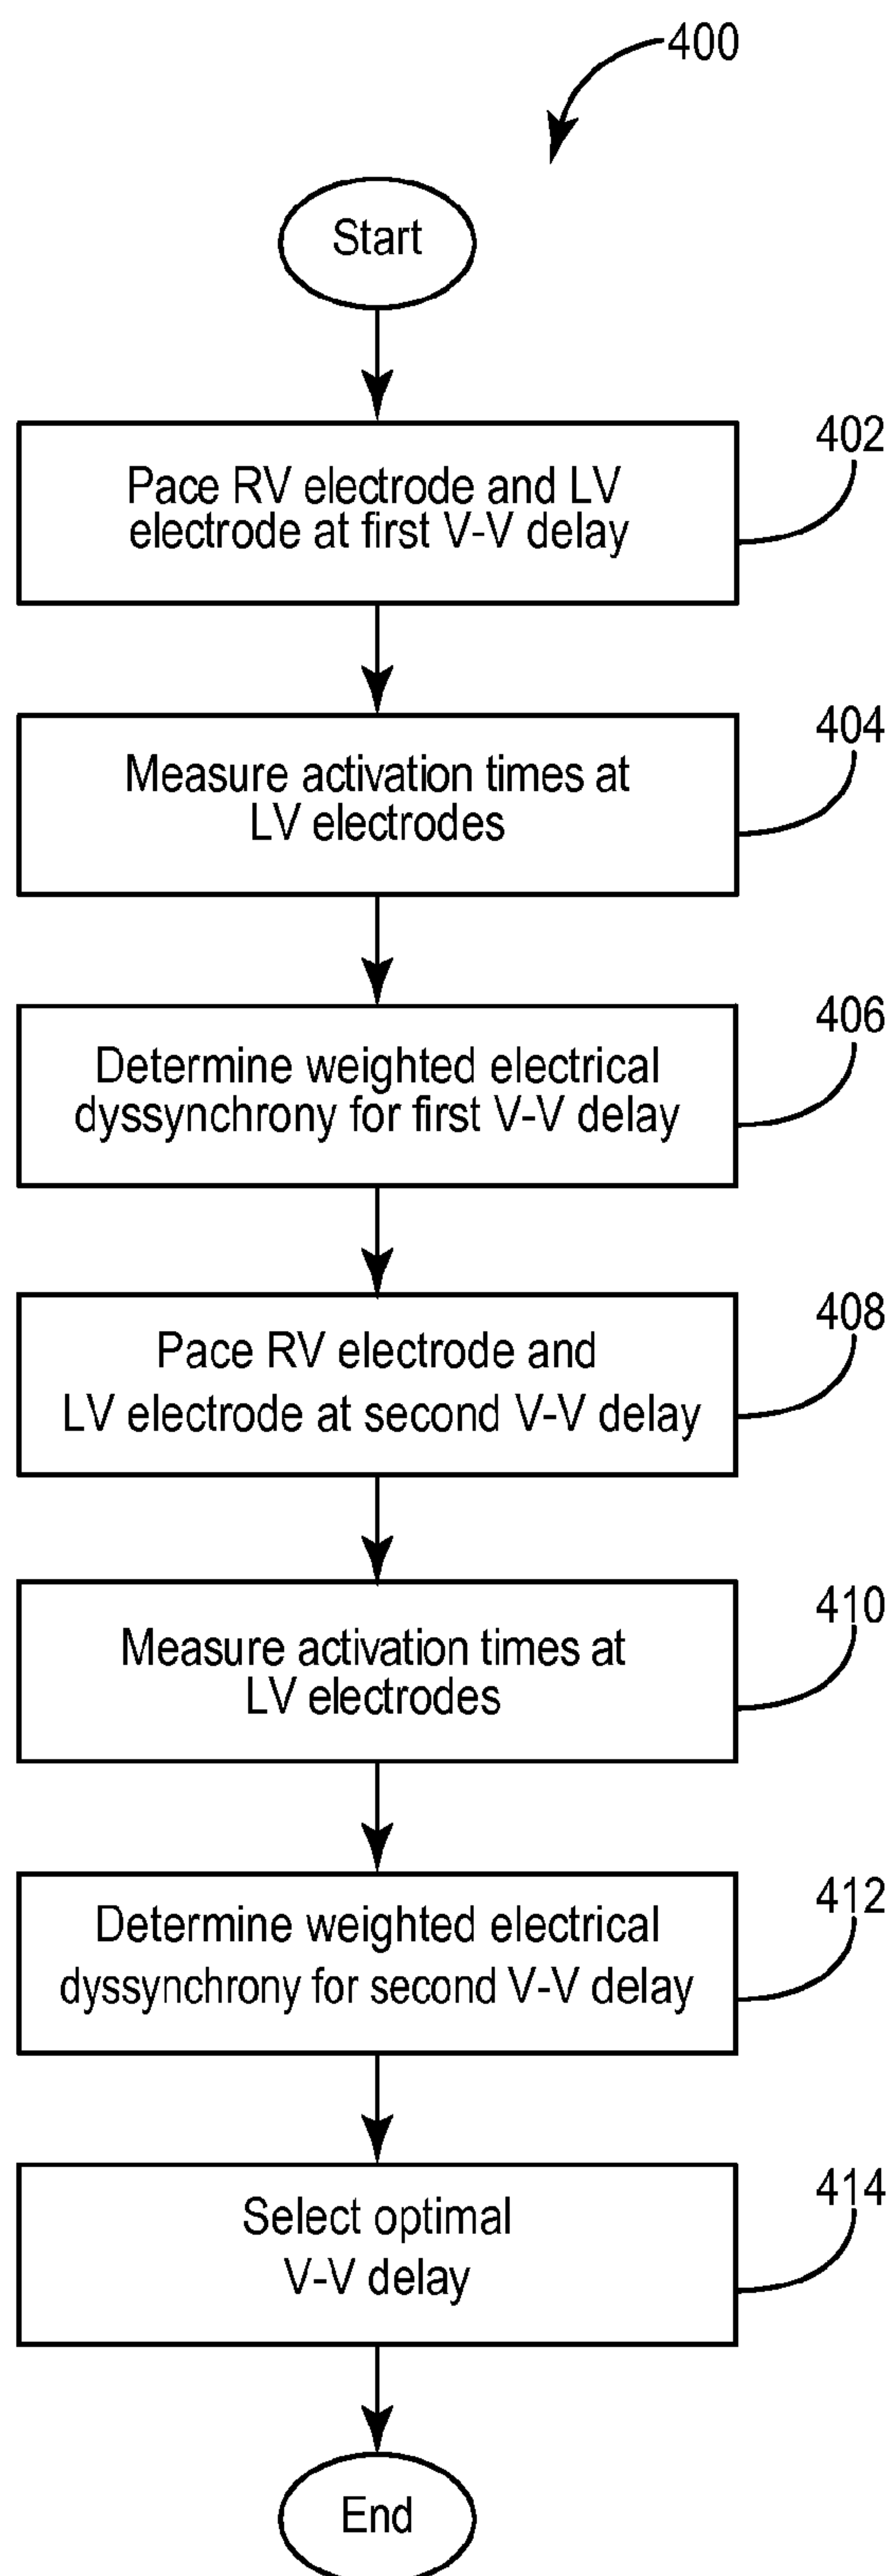 400
Start
402
Pace RV electrode and LV
electrode at first V-V delay
404
Measure activation times at
LV electrodes
406
Determine weighted electrical
dyssynchrony for first V-V delay
408
Pace RV electrode and
LV electrode at second V-V delay
410
Measure activation times at
LV electrodes
412
Determine weighted electrical
dyssynchrony for second V-V delay
414
Select optimal
V-V delay
End